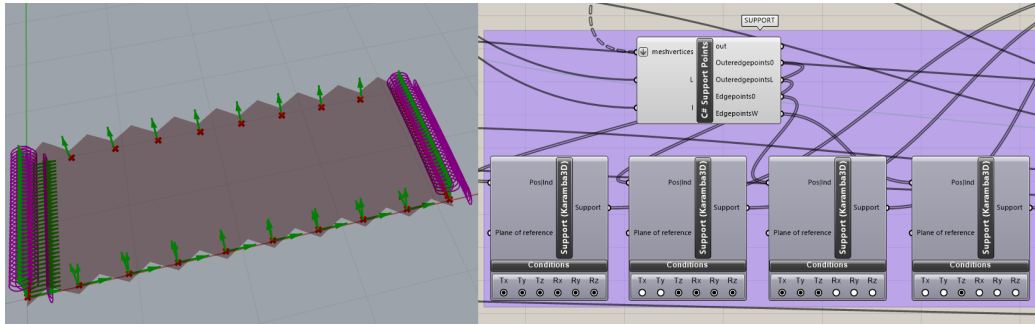 SUPPORT
meshvertices
L
I
C# Support Points
out
Outeredgepoints0
OuteredgepointsL
Edgepoints0
EdgepointsW
Pos|Ind
Plane of reference
Support (Karamba3D)
Support
Conditions
Tx Ty Tz Rx Ry Rz
Pos|Ind
Plane of reference
Support (Karamba3D)
Support
Conditions
Tx Ty Tz Rx Ry Rz
Pos|Ind
Plane of reference
Support (Karamba3D)
Support
Conditions
Tx Ty Tz Rx Ry Rz
Pos|Ind
Plane of reference
Support (Karamba3D)
Support
Conditions
Tx Ty Tz Rx Ry Rz